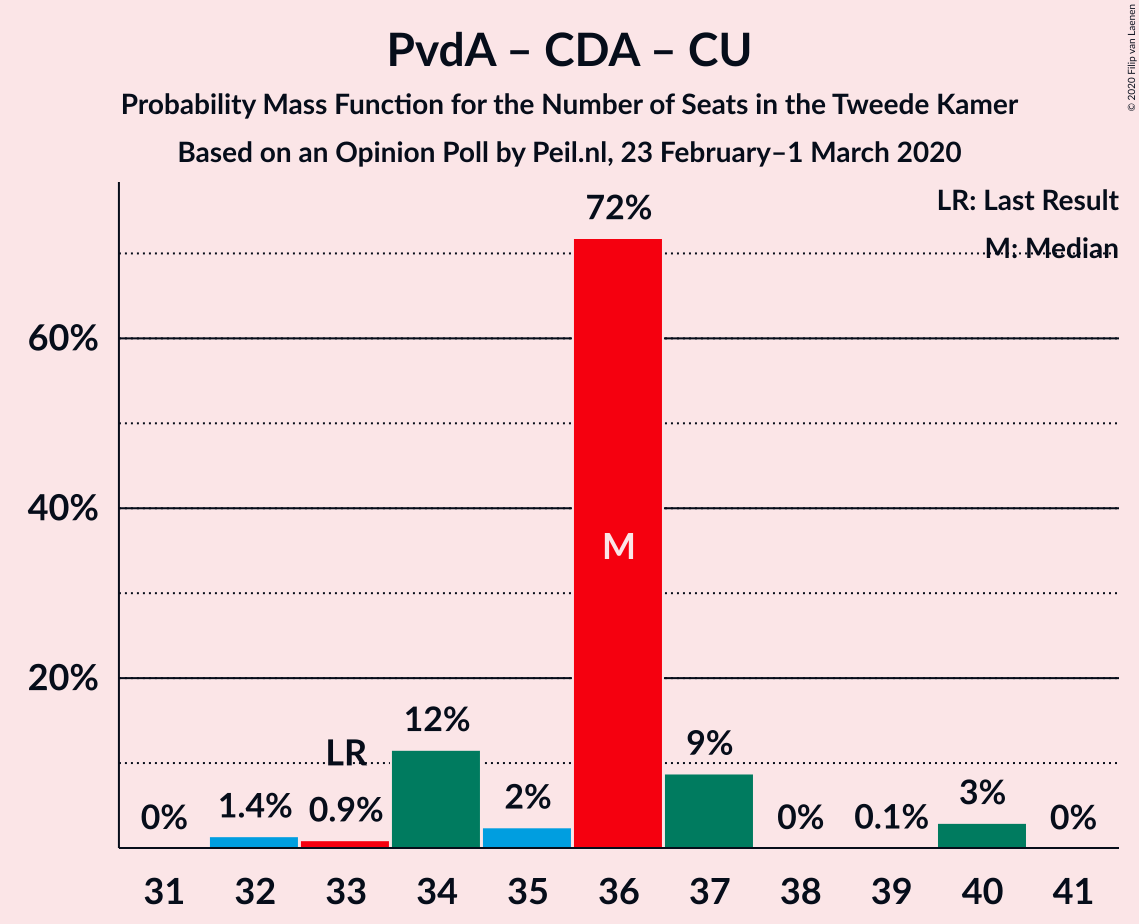 PvdA – CDA – CU
Probability Mass Function for the Number of Seats in the Tweede Kamer
Based on an Opinion Poll by Peil.nl, 23 February–1 March 2020
© 2020 Filip van Laenen
LR: Last Result
M: Median
72%
60%
40%
M
20%
12%
LR
9%
0%
1.4%
0.9%
2%
0%
0.1%
3%
0%
31 32 33 34 35 36 37 38 39 40 41